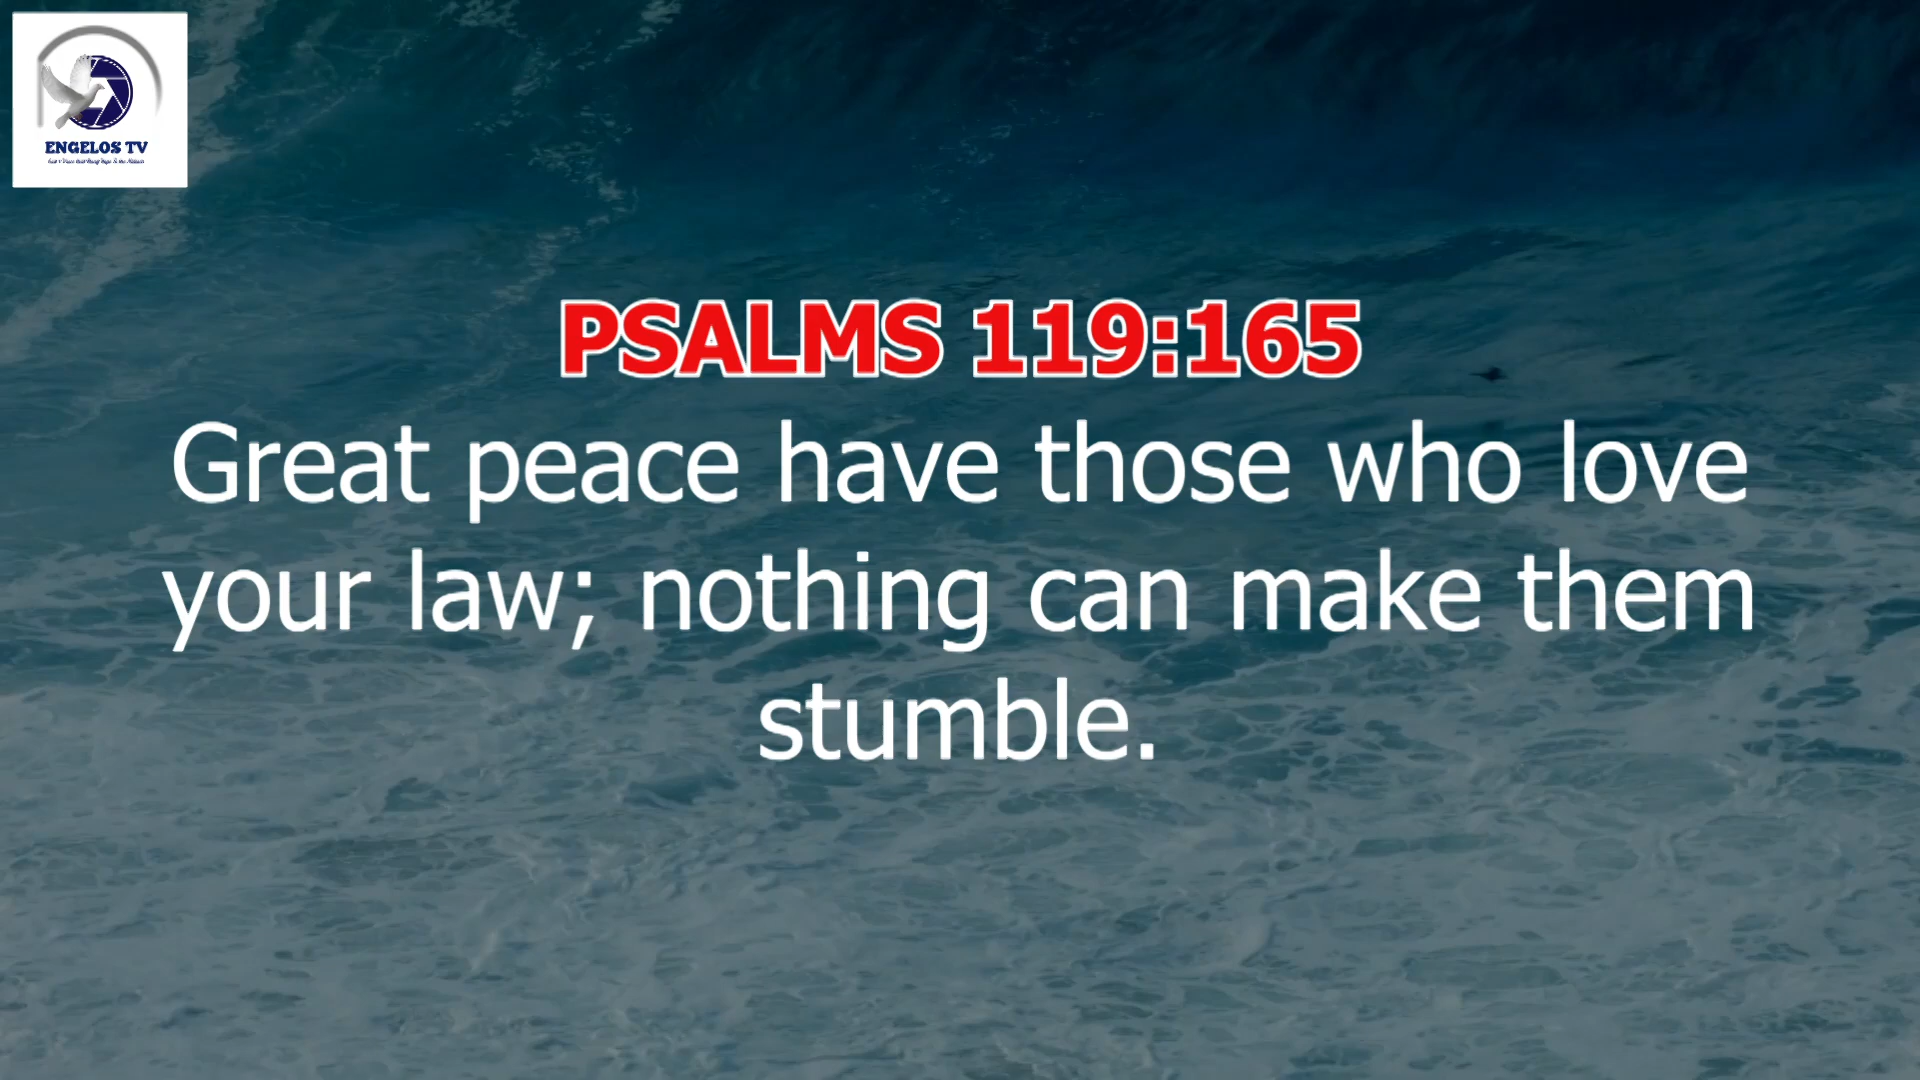 ENGELOS TV
PSALMS 119:165
Great peace have those who love
your law; nothing can make them
stumble.